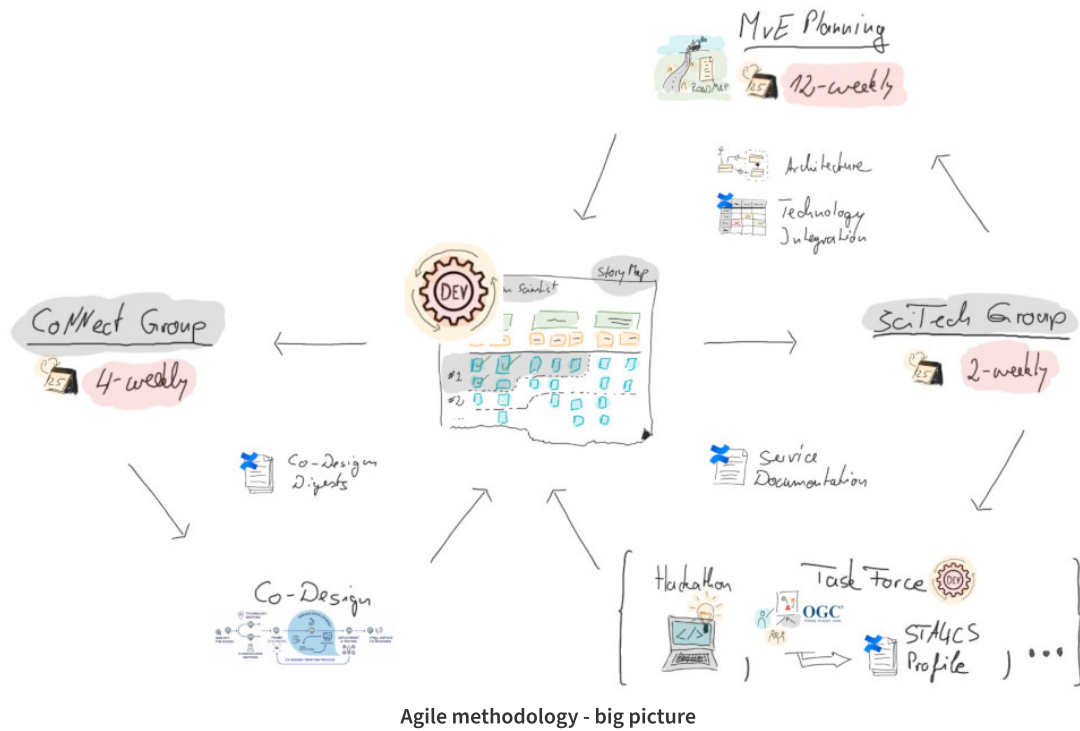 MvE Planning
ROADMAP
25
12-weekly
Architecture
Technology
Integration
Story Map
Scientist
DEV
#1
#2
...
CoNNect Group
25
4-weekly
SciTech Group
25
2-weekly
Co-Design
Digests
Service
Documentation
Co-Design
Hackathon
</>
,
Task Force
DEV
OGC
STA4CS
Profile
, ...
Agile methodology - big picture